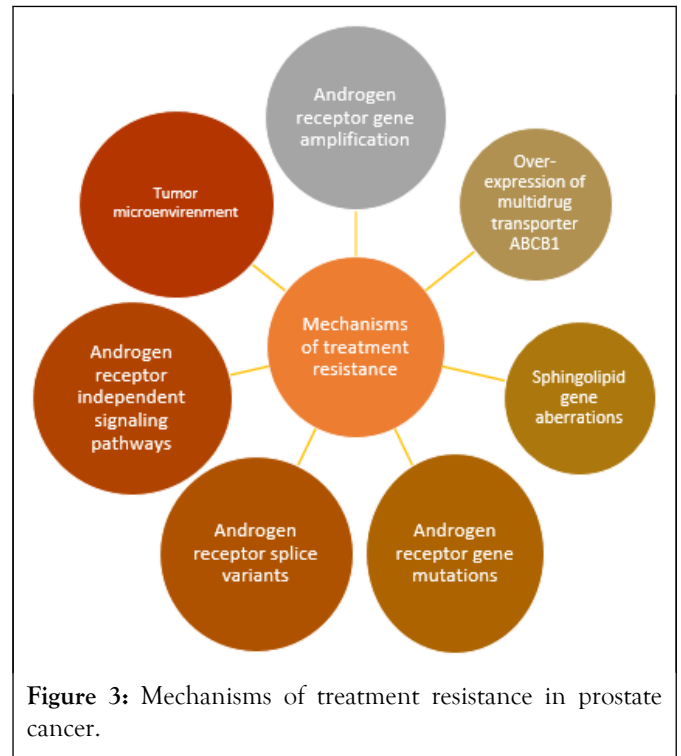 Androgen
receptor gene
amplification
Over-
expression of
multidrug
transporter
ABCB1
Sphingolipid
gene
aberrations
Androgen
receptor gene
mutations
Androgen
receptor splice
variants
Androgen
receptor
independent
signaling
pathways
Tumor
microenvirenment
Mechanisms
of treatment
resistance
Figure 3: Mechanisms of treatment resistance in prostate
cancer.